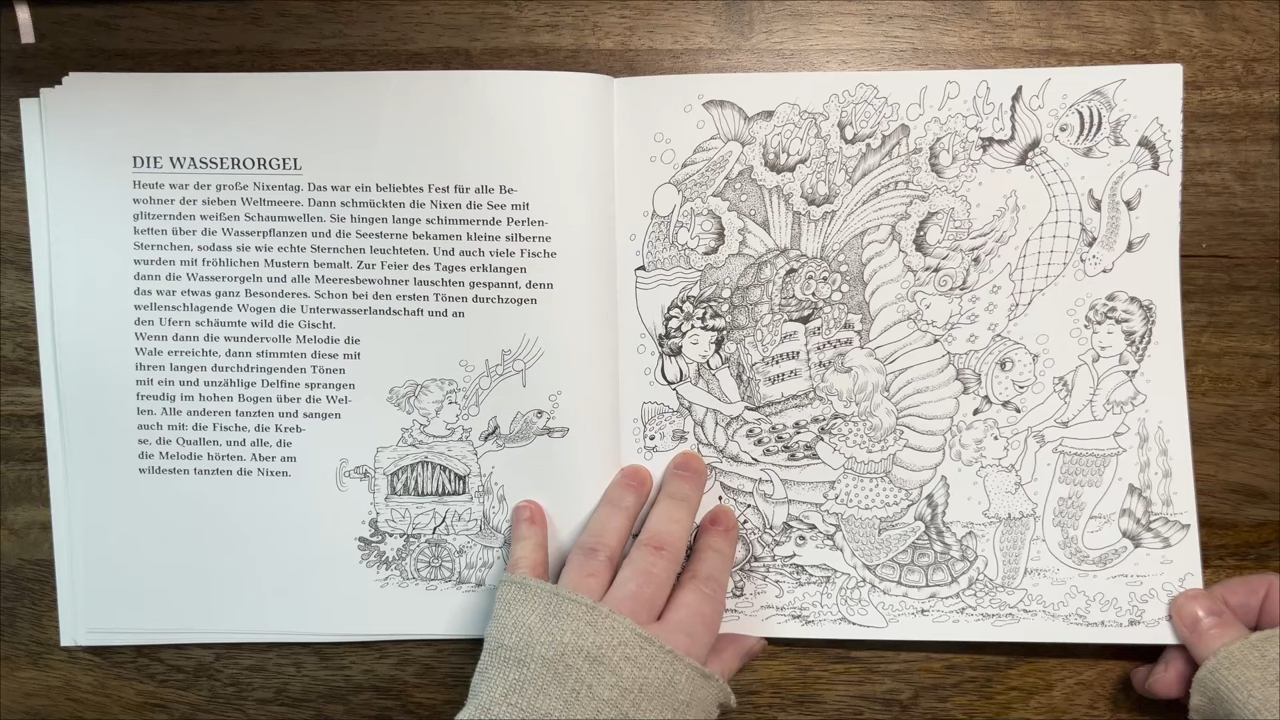 DIE WASSERORGEL
Heute war der große Nixentag. Das war ein beliebtes Fest für alle Be-
wohner der sieben Weltmeere. Dann schmückten die Nixen die See mit
glitzernden weißen Schaumwellen. Sie hingen lange schimmernde Perlen-
ketten über die Wasserpflanzen und die Seesterne bekamen kleine silberne
Sternchen, sodass sie wie echte Sternchen leuchteten. Und auch viele Fische
wurden mit fröhlichen Mustern bemalt. Zur Feier des Tages erklangen
dann die Wasserorgeln und alle Meeresbewohner lauschten gespannt, denn
das war etwas ganz Besonderes. Schon bei den ersten Tönen durchzogen
wellenschlagende Wogen die Unterwasserlandschaft und an
den Ufern schäumte wild die Gischt.
Wenn dann die wundervolle Melodie die
Wale erreichte, dann stimmten diese mit
ihren langen durchdringenden Tönen
mit ein und unzählige Delfine sprangen
freudig im hohen Bogen über die Wel-
len. Alle anderen tanzten und sangen
auch mit: die Fische, die Kreb-
se, die Quallen, und alle, die
die Melodie hörten. Aber am
wildesten tanzten die Nixen.